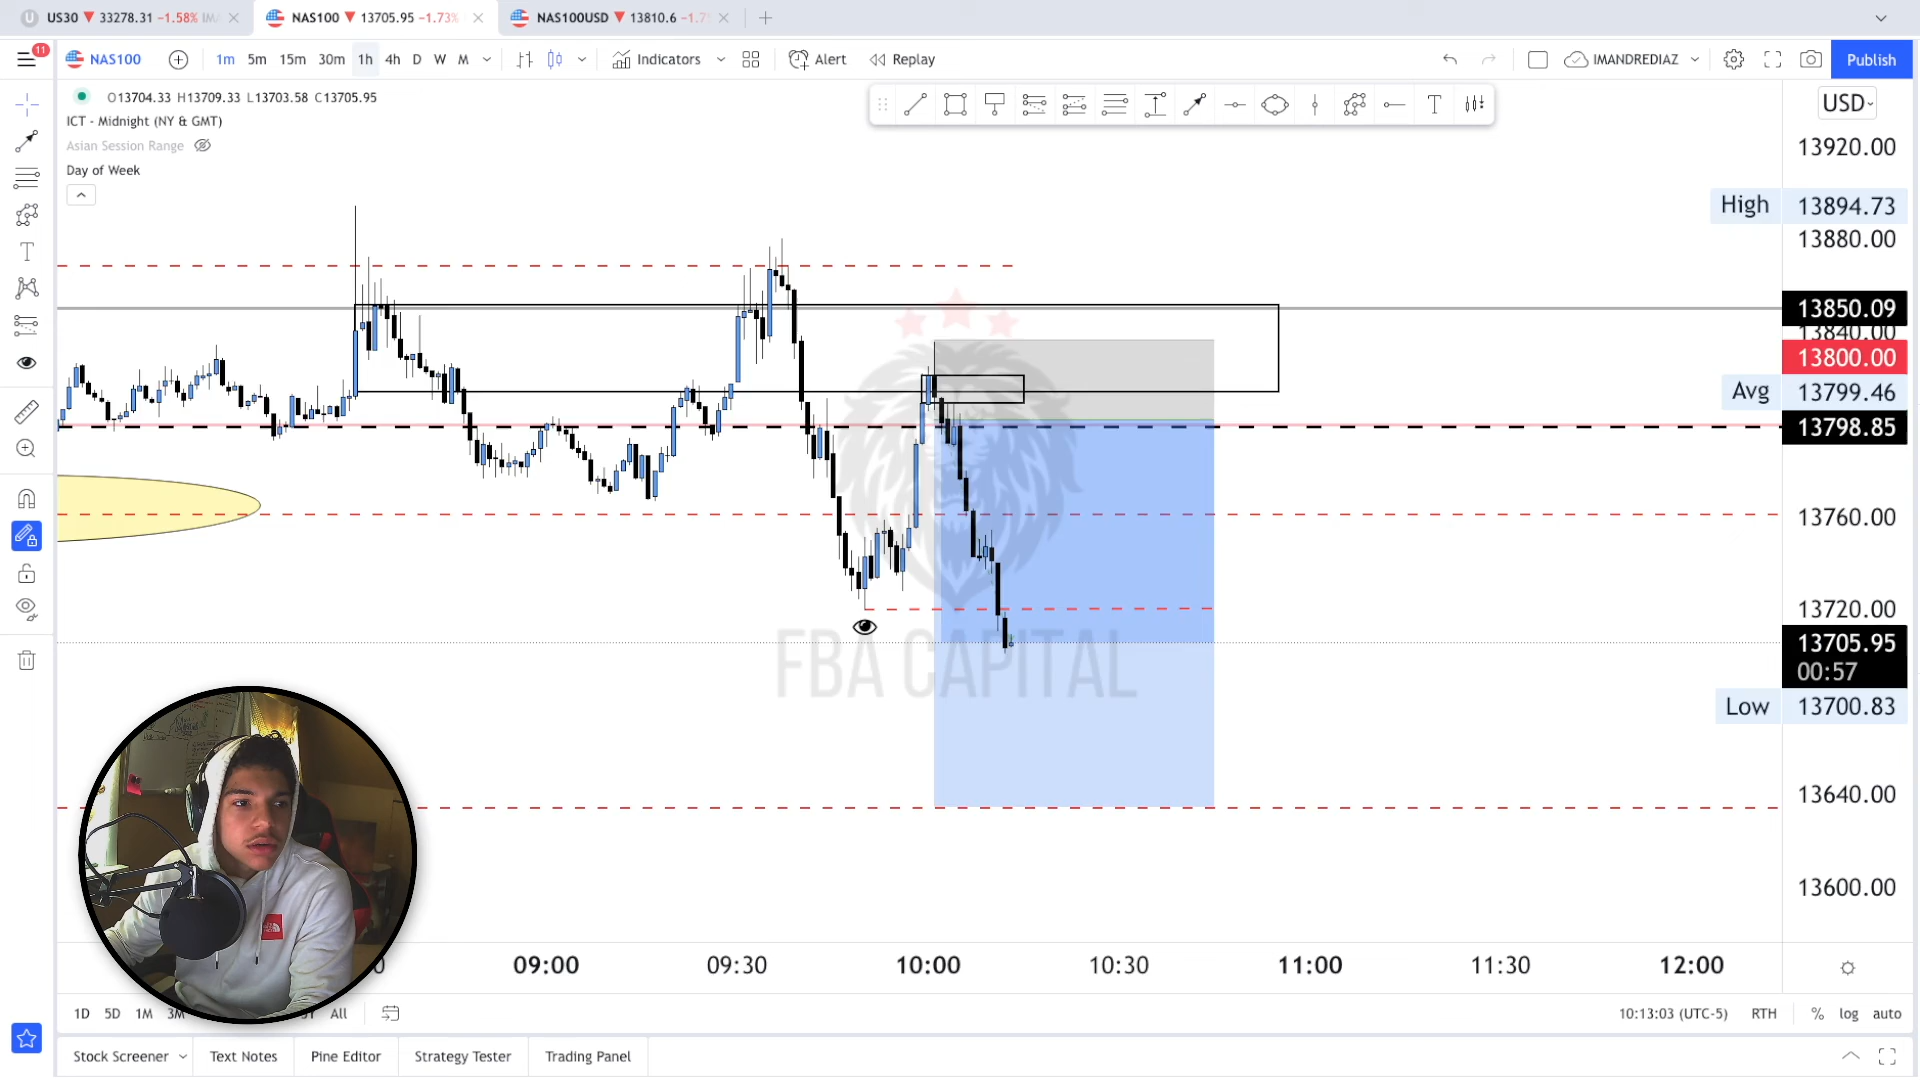 US30 33278.31 −1.58%
NAS100 13705.95 −1.73%
NAS100USD 13810.6
11
NAS100
1m 5m 15m 30m 1h 4h D W M
Indicators
Alert
Replay
IMANDREDIAZ
Publish
O13704.33 H13709.33 L13703.58 C13705.95
ICT - Midnight (NY & GMT)
Asian Session Range
Day of Week
USD
13920.00
High 13894.73
13880.00
13850.09
13840.00
13800.00
Avg 13799.46
13798.85
13760.00
13720.00
13705.95
00:57
Low 13700.83
13640.00
13600.00
FBA CAPITAL
09:00 09:30 10:00 10:30 11:00 11:30 12:00
1D 5D 1M 3M All
10:13:03 (UTC-5) RTH % log auto
Stock Screener Text Notes Pine Editor Strategy Tester Trading Panel